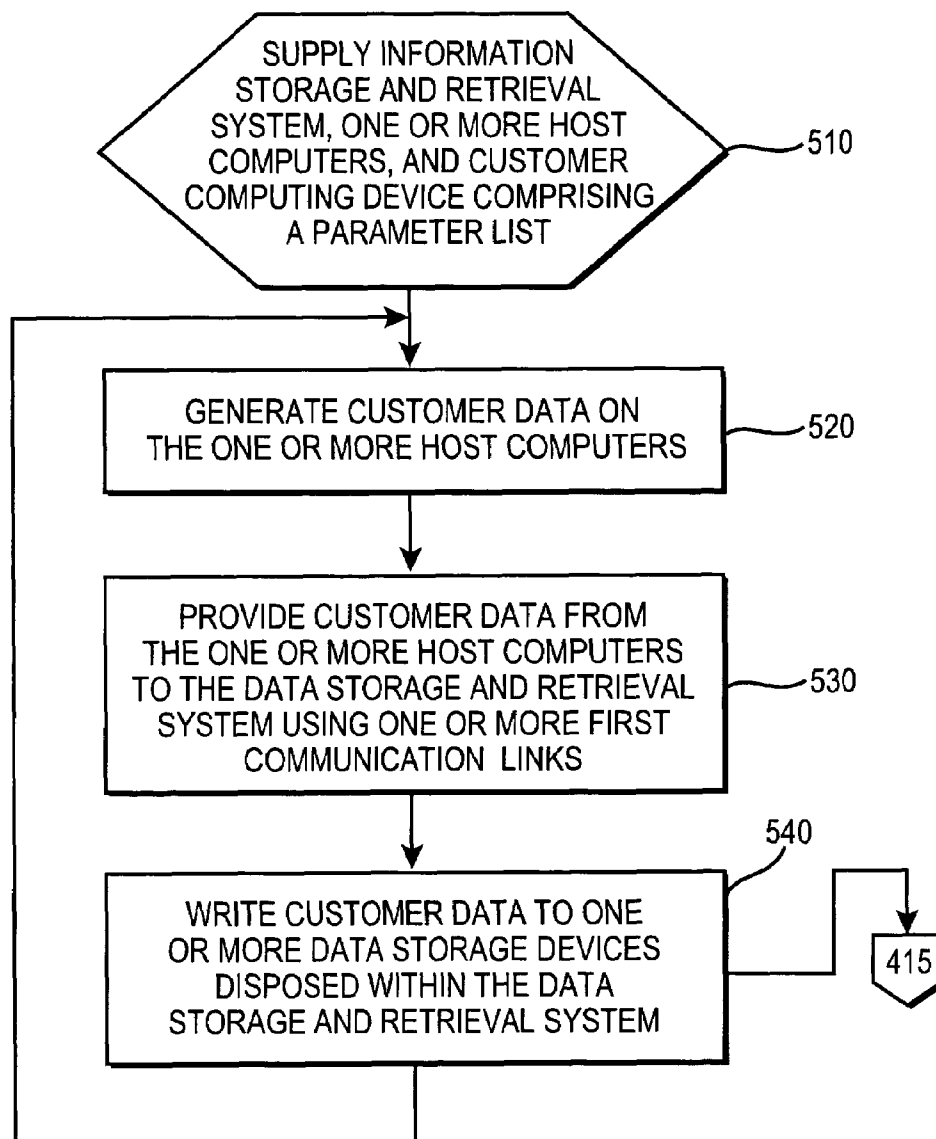 SUPPLY INFORMATION
STORAGE AND RETRIEVAL
SYSTEM, ONE OR MORE HOST
COMPUTERS, AND CUSTOMER
COMPUTING DEVICE COMPRISING
A PARAMETER LIST
510
GENERATE CUSTOMER DATA ON
THE ONE OR MORE HOST COMPUTERS
520
PROVIDE CUSTOMER DATA FROM
THE ONE OR MORE HOST COMPUTERS
TO THE DATA STORAGE AND RETRIEVAL
SYSTEM USING ONE OR MORE FIRST
COMMUNICATION LINKS
530
540
WRITE CUSTOMER DATA TO ONE
OR MORE DATA STORAGE DEVICES
DISPOSED WITHIN THE DATA
STORAGE AND RETRIEVAL SYSTEM
415